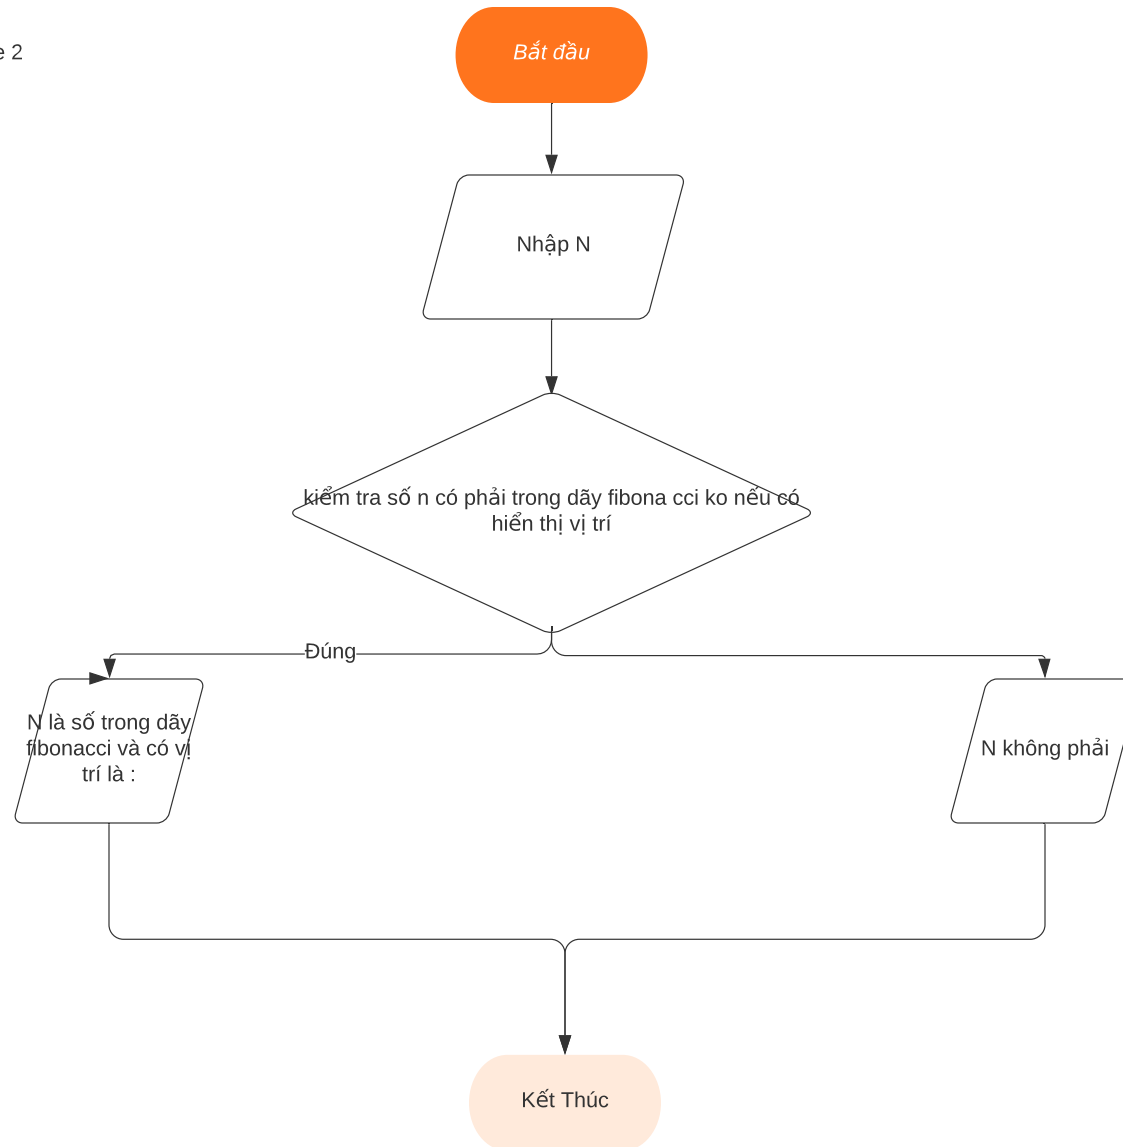 e 2
Bắt đầu
Nhập N
kiểm tra số n có phải trong dãy fibona cci ko nếu có
hiển thị vị trí
Đúng
N là số trong dãy
fibonacci và có vị
trí là :
N không phải
Kết Thúc